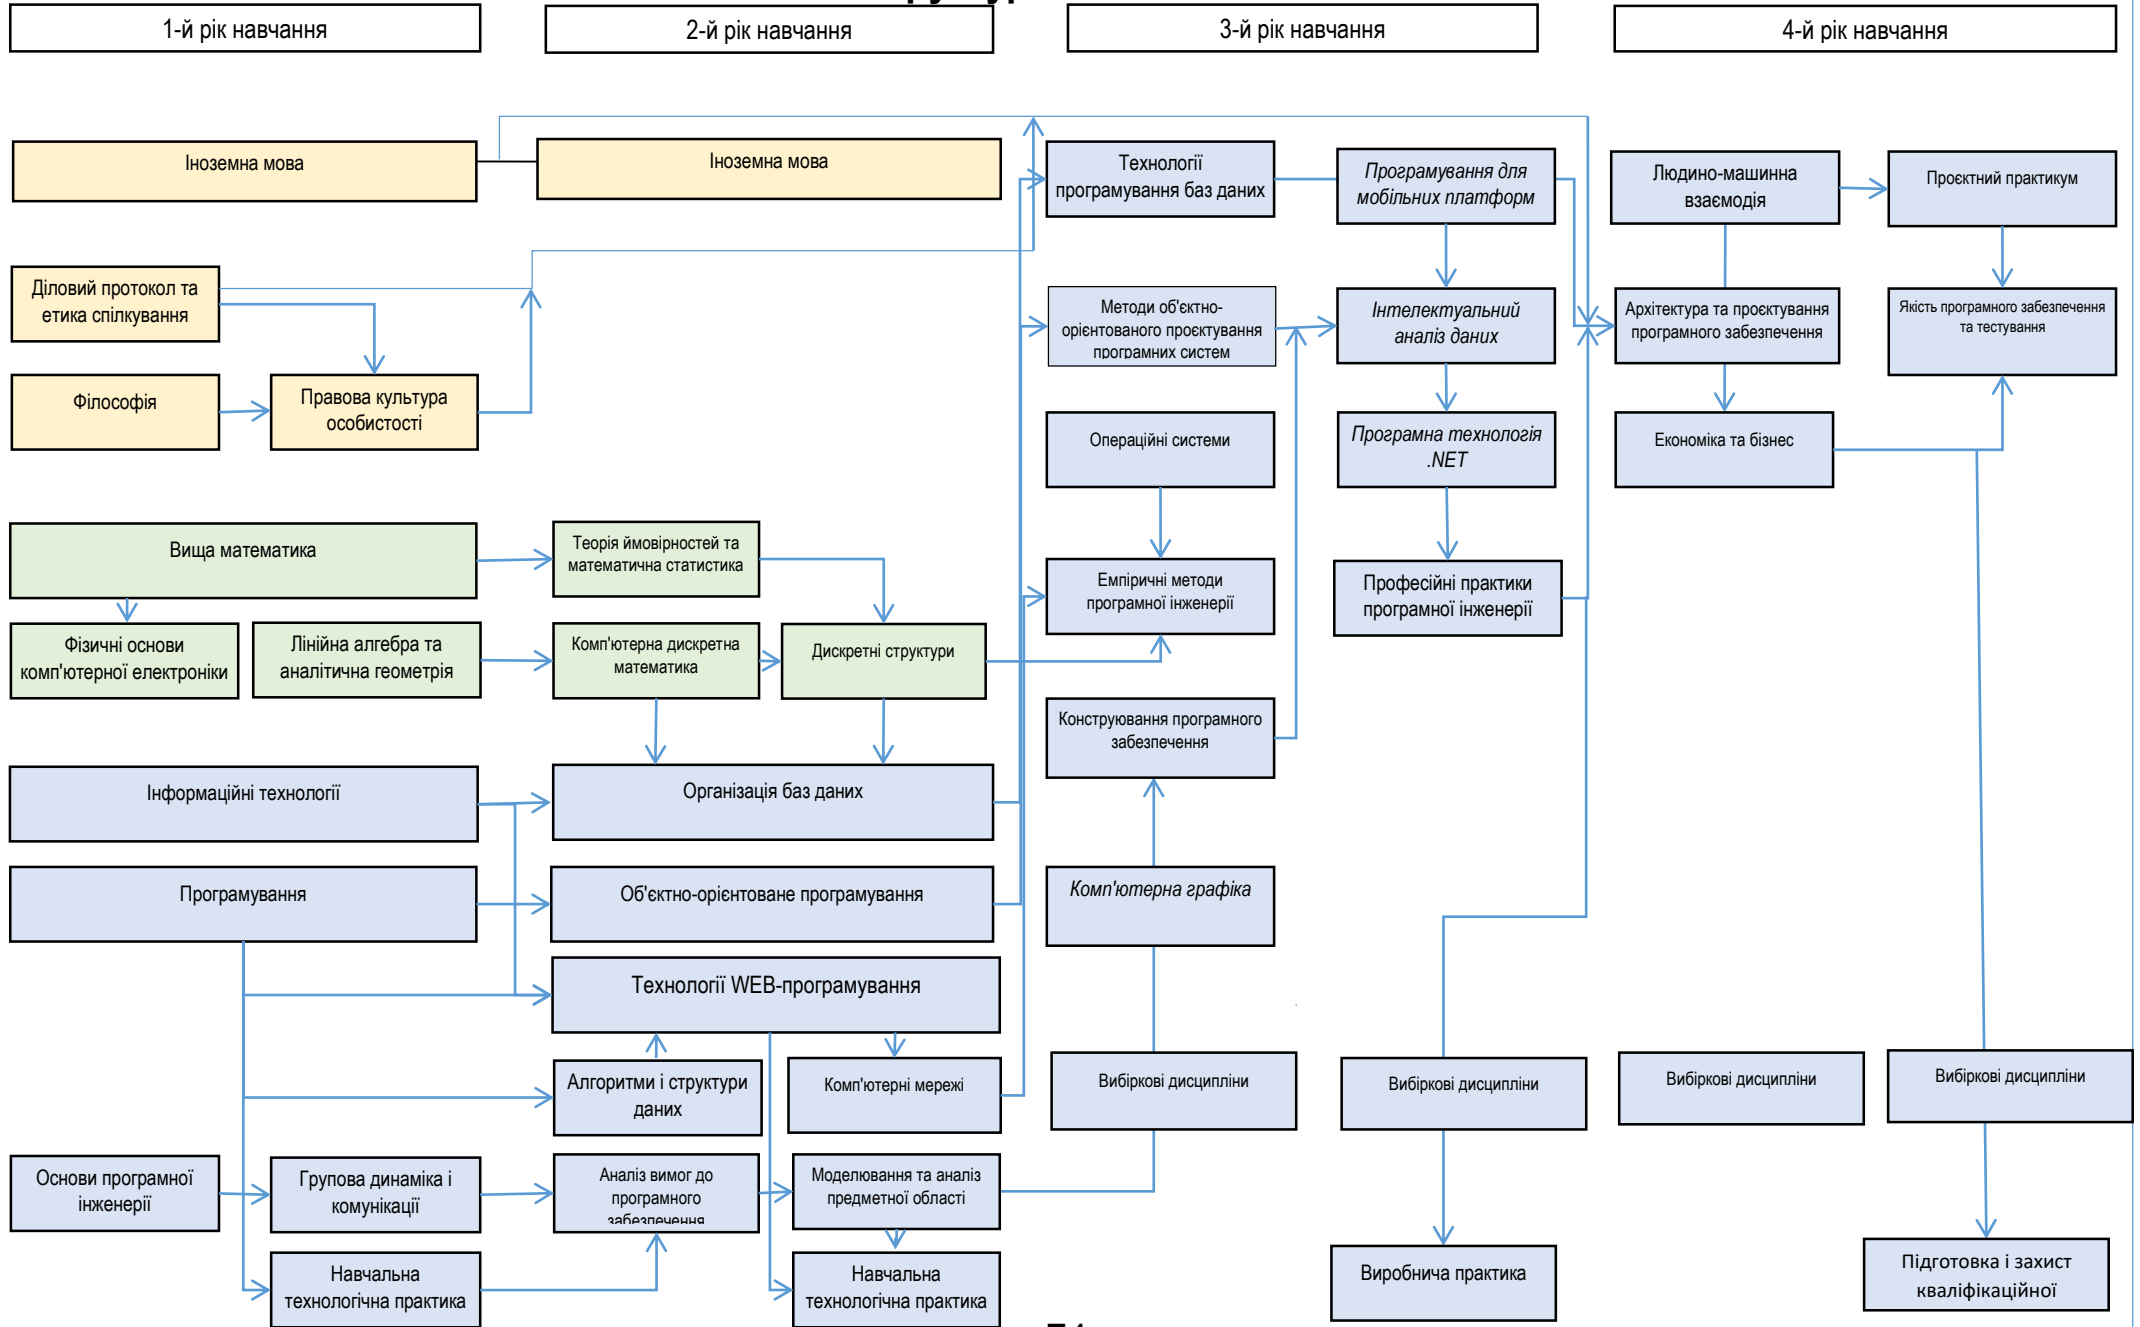 1-й рік навчання
2-й рік навчання
3-й рік навчання
4-й рік навчання
Іноземна мова
Іноземна мова
Технології
програмування баз даних
Програмування для
мобільних платформ
Людино-машинна
взаємодія
Проєктний практикум
Діловий протокол та
етика спілкування
Методи об'єктно-
орієнтованого проєктування
програмних систем
Інтелектуальний
аналіз даних
Архітектура та проєктування
програмного забезпечення
Якість програмного забезпечення
та тестування
Філософія
Правова культура
особистості
Операційні системи
Програмна технологія
.NET
Економіка та бізнес
Вища математика
Теорія ймовірностей та
математична статистика
Емпіричні методи
програмної інженерії
Професійні практики
програмної інженерії
Фізичні основи
комп'ютерної електроніки
Лінійна алгебра та
аналітична геометрія
Комп'ютерна дискретна
математика
Дискретні структури
Конструювання програмного
забезпечення
Інформаційні технології
Організація баз даних
Програмування
Об'єктно-орієнтоване програмування
Комп'ютерна графіка
Технології WEB-програмування
Алгоритми і структури
даних
Комп'ютерні мережі
Вибіркові дисципліни
Вибіркові дисципліни
Вибіркові дисципліни
Вибіркові дисципліни
Основи програмної
інженерії
Групова динаміка і
комунікації
Аналіз вимог до
програмного
забезпечення
Моделювання та аналіз
предметної області
Навчальна
технологічна практика
Навчальна
технологічна практика
Виробнича практика
Підготовка і захист
кваліфікаційної